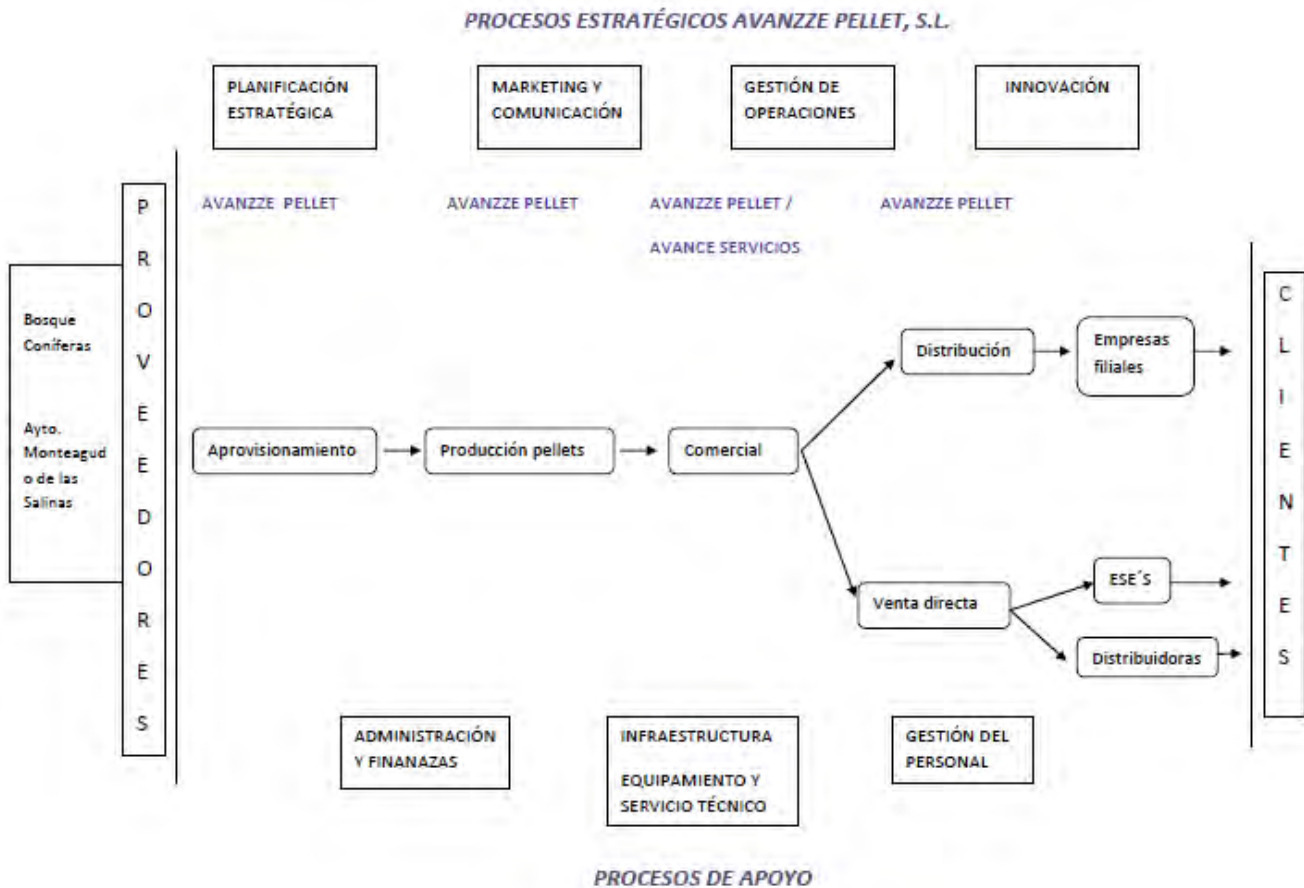 PROCESOS ESTRATÉGICOS AVANZZE PELLET, S.L.
PLANIFICACIÓN
ESTRATÉGICA
MARKETING Y
COMUNICACIÓN
GESTIÓN DE
OPERACIONES
INNOVACIÓN
AVANZZE PELLET
AVANZZE PELLET
AVANZZE PELLET /
AVANCE SERVICIOS
AVANZZE PELLET
Bosque
Coníferas
Ayto.
Monteagud
o de las
Salinas
P
R
O
V
E
E
D
O
R
E
S
Aprovisionamiento
Producción pellets
Comercial
Distribución
Empresas
filiales
Venta directa
ESE´S
Distribuidoras
C
L
I
E
N
T
E
S
ADMINISTRACIÓN
Y FINANAZAS
INFRAESTRUCTURA
EQUIPAMIENTO Y
SERVICIO TÉCNICO
GESTIÓN DEL
PERSONAL
PROCESOS DE APOYO